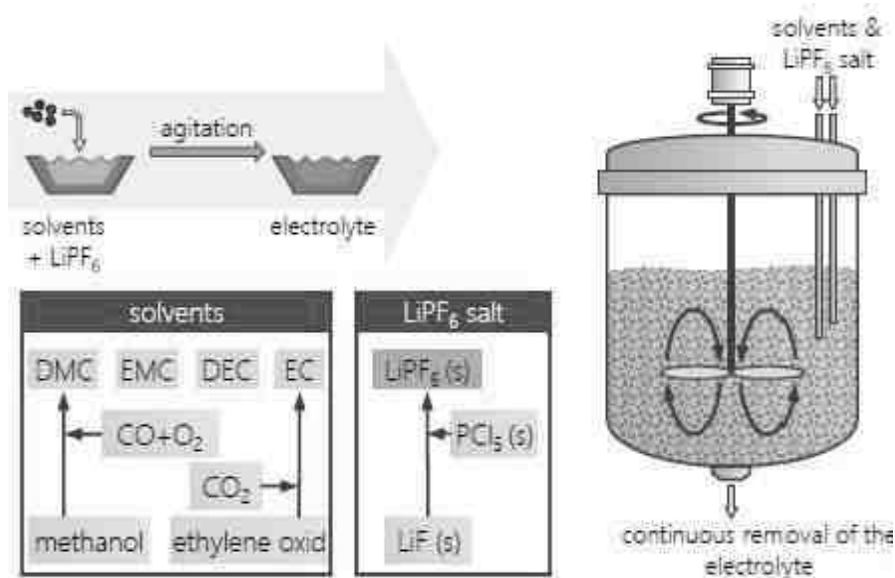 agitation
solvents
+ LiPF₆
electrolyte
solvents
DMC
EMC
DEC
EC
CO+O₂
CO₂
methanol
ethylene oxid
LiPF₆ salt
LiPF₆ (s)
PCl₅ (s)
LiF (s)
solvents &
LiPF₆ salt
continuous removal of the
electrolyte